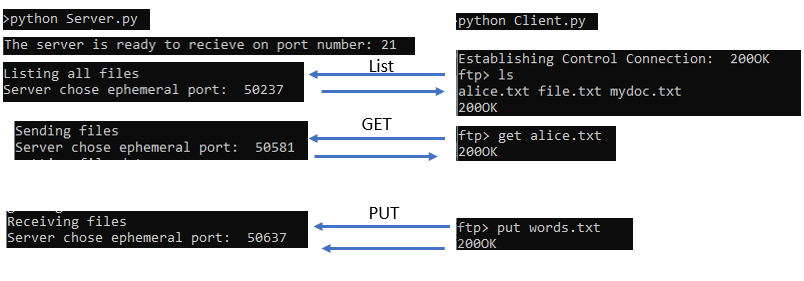 >python Server.py
>python Client.py
The server is ready to recieve on port number: 21
Listing all files
Server chose ephemeral port:  50237
List
Establishing Control Connection:  200OK
ftp> ls
alice.txt file.txt mydoc.txt
200OK
Sending files
Server chose ephemeral port:  50581
GET
ftp> get alice.txt
200OK
Receiving files
Server chose ephemeral port:  50637
PUT
ftp> put words.txt
200OK